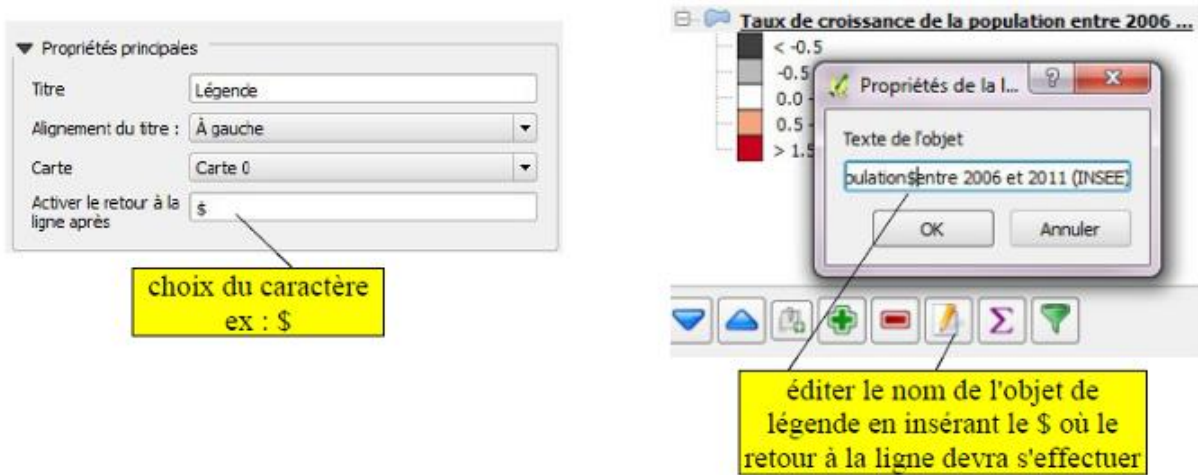 Propriétés principales
Titre
Légende
Alignement du titre :
À gauche
Carte
Carte 0
Activer le retour à la
ligne après
$
choix du caractère
ex : $
Taux de croissance de la population entre 2006 ...
< -0.5
-0.5
0.0 -
0.5 -
> 1.5
Propriétés de la l...
Texte de l'objet
pulation$entre 2006 et 2011 (INSEE)
OK
Annuler
éditer le nom de l'objet de
légende en insérant le $ où le
retour à la ligne devra s'effectuer